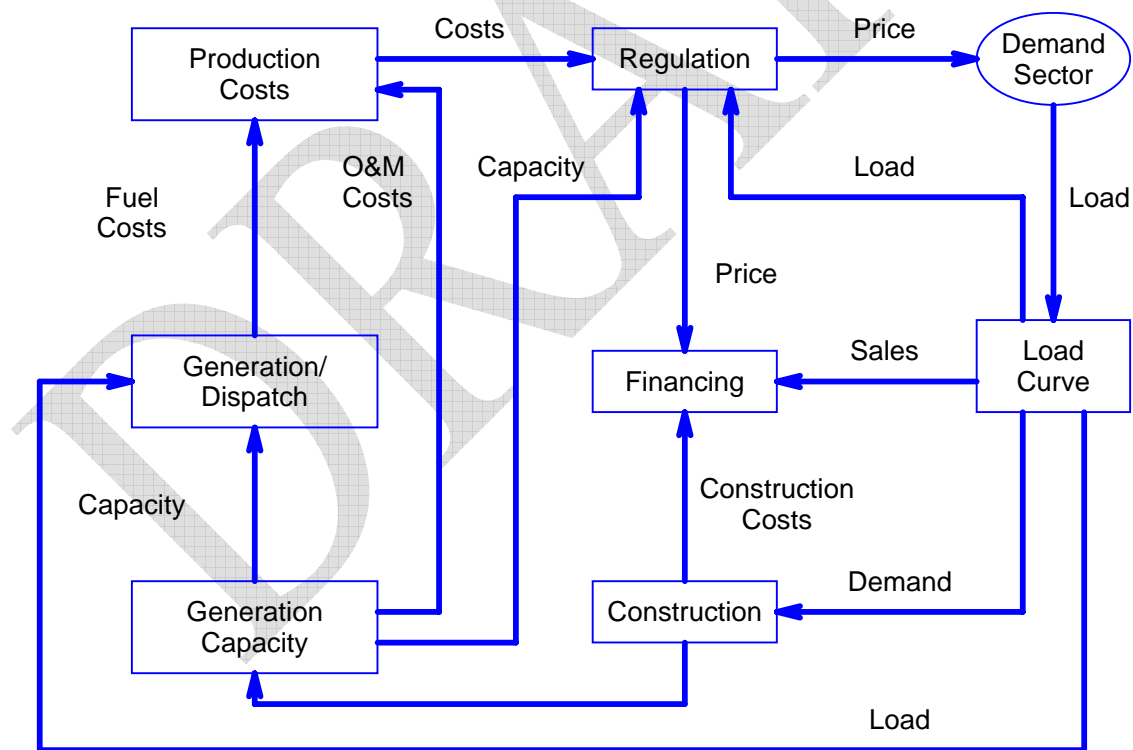 Costs
Price
Production
Costs
Regulation
Demand
Sector
Fuel
Costs
O&M
Costs
Capacity
Load
Load
Price
Generation/
Dispatch
Financing
Sales
Load
Curve
Capacity
Construction
Costs
Generation
Capacity
Construction
Demand
Load
DRA